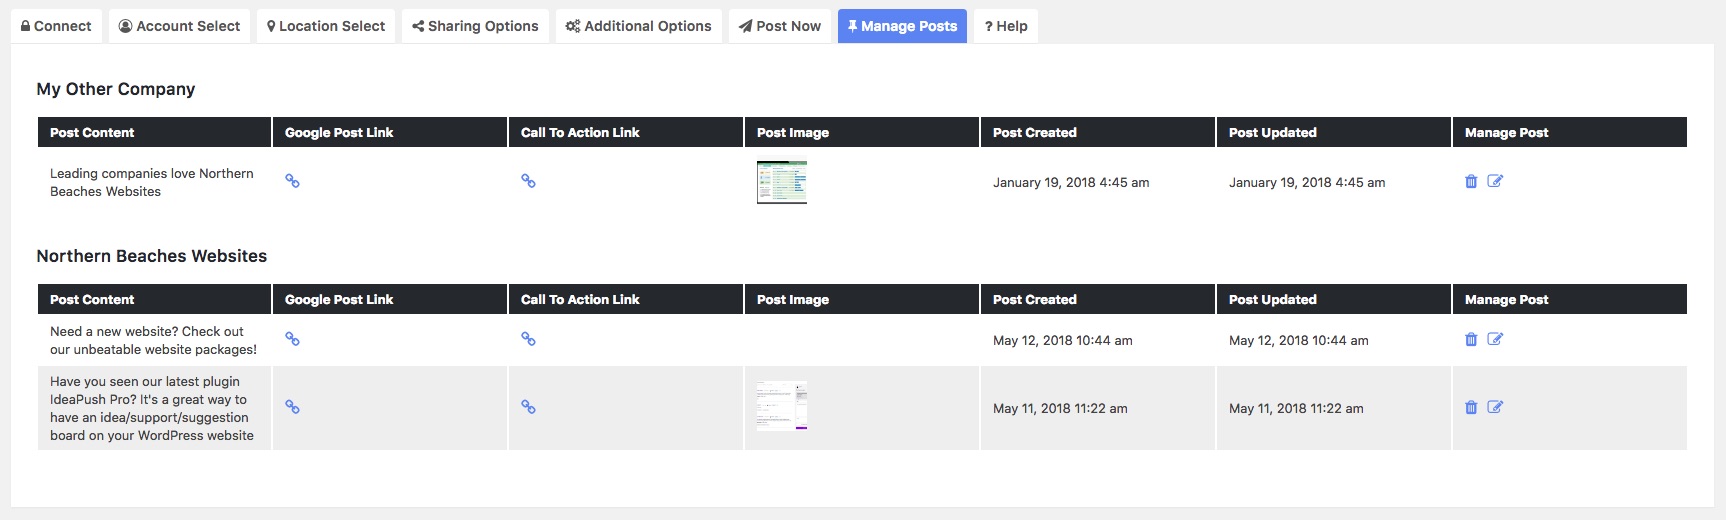 Connect Account Select Location Select Sharing Options Additional Options Post Now Manage Posts ? Help
My Other Company
Post Content Google Post Link Call To Action Link Post Image Post Created Post Updated Manage Post
Leading companies love Northern
Beaches Websites
January 19, 2018 4:45 am January 19, 2018 4:45 am
Northern Beaches Websites
Post Content Google Post Link Call To Action Link Post Image Post Created Post Updated Manage Post
Need a new website? Check out
our unbeatable website packages!
May 12, 2018 10:44 am May 12, 2018 10:44 am
Have you seen our latest plugin
IdeaPush Pro? It's a great way to
have an idea/support/suggestion
board on your WordPress website
May 11, 2018 11:22 am May 11, 2018 11:22 am